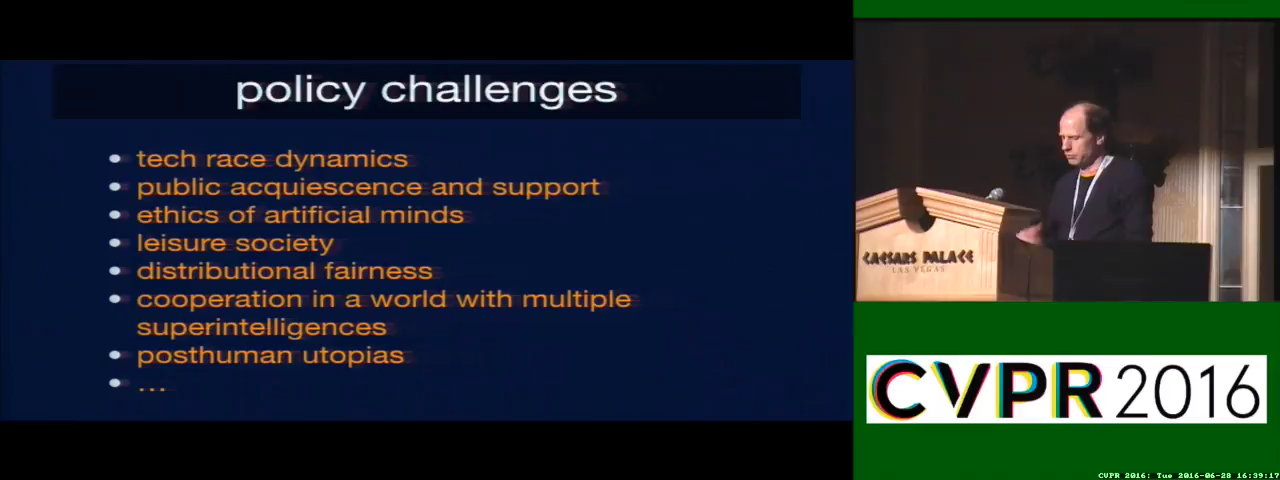 policy challenges
• tech race dynamics
• public acquiescence and support
• ethics of artificial minds
• leisure society
• distributional fairness
• cooperation in a world with multiple
superintelligences
• posthuman utopias
• ...
CAESARS PALACE
LAS VEGAS
CVPR 2016
CVPR 2016: Tue 2016-06-28 16:39:17